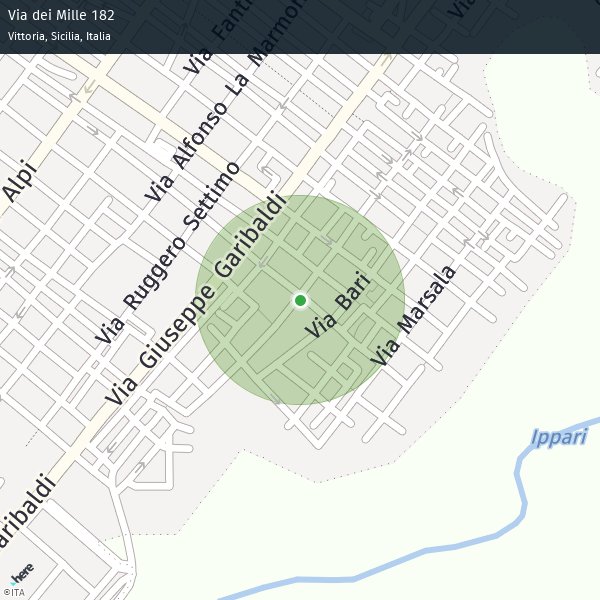 Via dei Mille 182
Vittoria, Sicilia, Italia
Via Fanti
Via Alfonso La Marmora
Via
Alpi
Via Ruggero Settimo
Via Giuseppe Garibaldi
Via Bari
Via Marsala
Ippari
aribaldi
here
©ITA